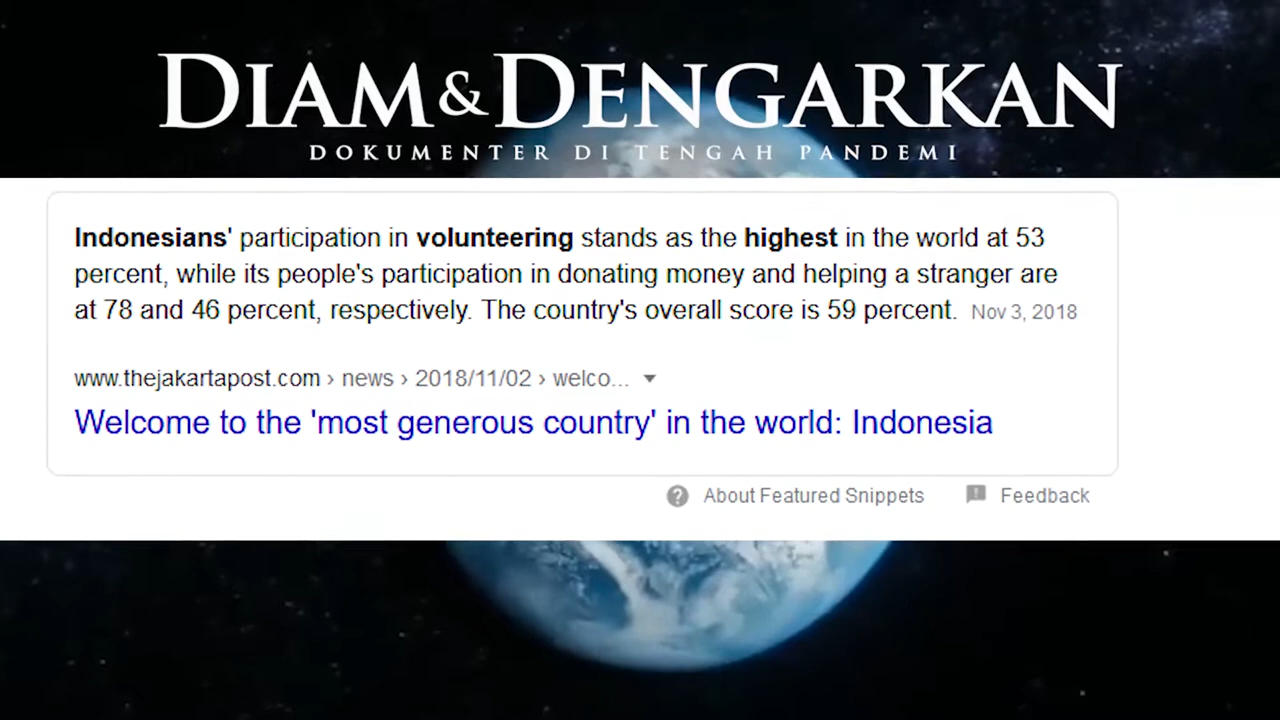 DIAM & DENGARKAN
DOKUMENTER DI TENGAH PANDEMI
Indonesians' participation in volunteering stands as the highest in the world at 53
percent, while its people's participation in donating money and helping a stranger are
at 78 and 46 percent, respectively. The country's overall score is 59 percent. Nov 3, 2018
www.thejakartapost.com › news › 2018/11/02 › welco...
Welcome to the 'most generous country' in the world: Indonesia
About Featured Snippets Feedback